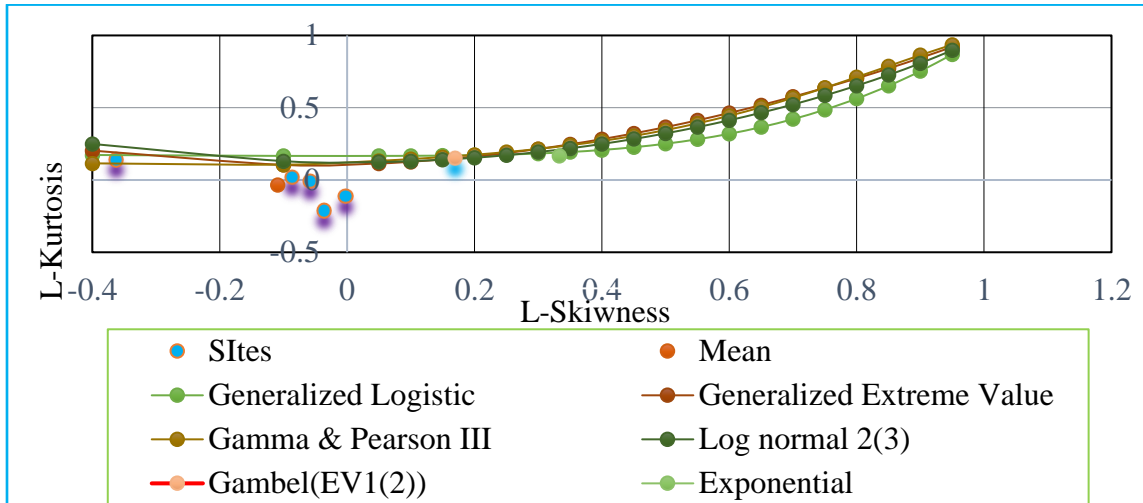 1
0.5
0
-0.5
L-Kurtosis
-0.4 -0.2 0 0.2 0.4 0.6 0.8 1 1.2
L-Skiwness
SItes Mean
Generalized Logistic Generalized Extreme Value
Gamma & Pearson III Log normal 2(3)
Gambel(EV1(2)) Exponential